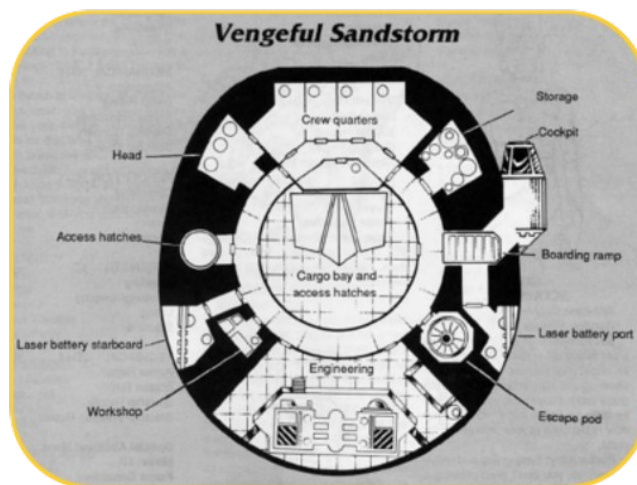 Vengeful Sandstorm
Storage
Crew quarters
Cockpit
Head
Access hatches
Boarding ramp
Cargo bay and
access hatches
Laser battery starboard
Laser battery port
Engineering
Workshop
Escape pod